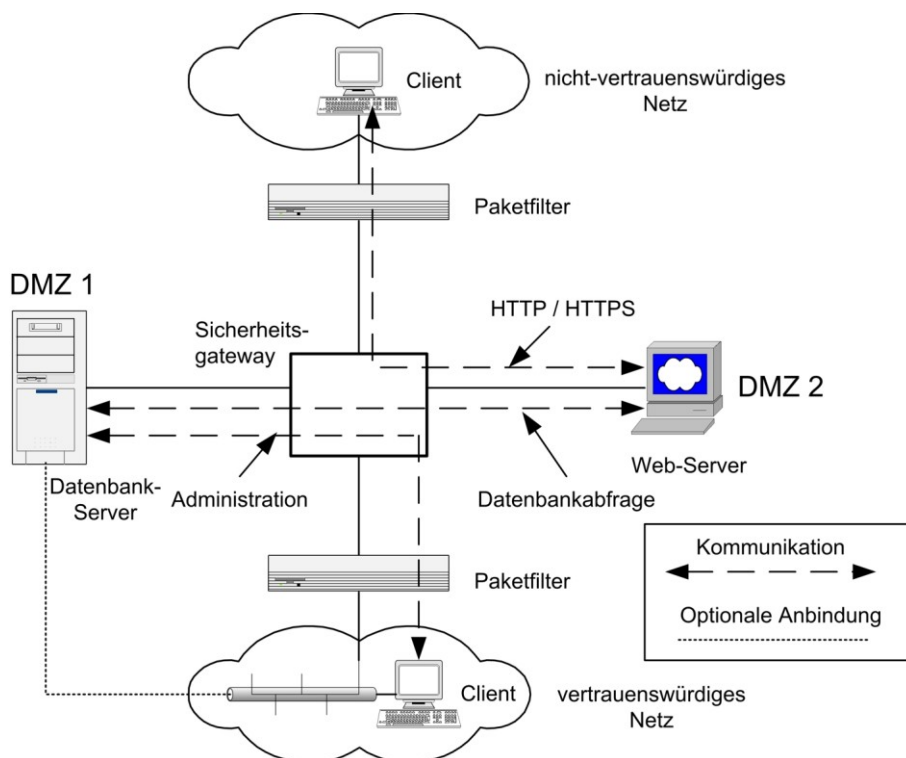 Client
nicht-vertrauenswürdiges
Netz
Paketfilter
DMZ 1
HTTP / HTTPS
Sicherheits-
gateway
DMZ 2
Web-Server
Datenbank-
Server
Administration
Datenbankabfrage
Kommunikation
Paketfilter
Optionale Anbindung
Client
vertrauenswürdiges
Netz